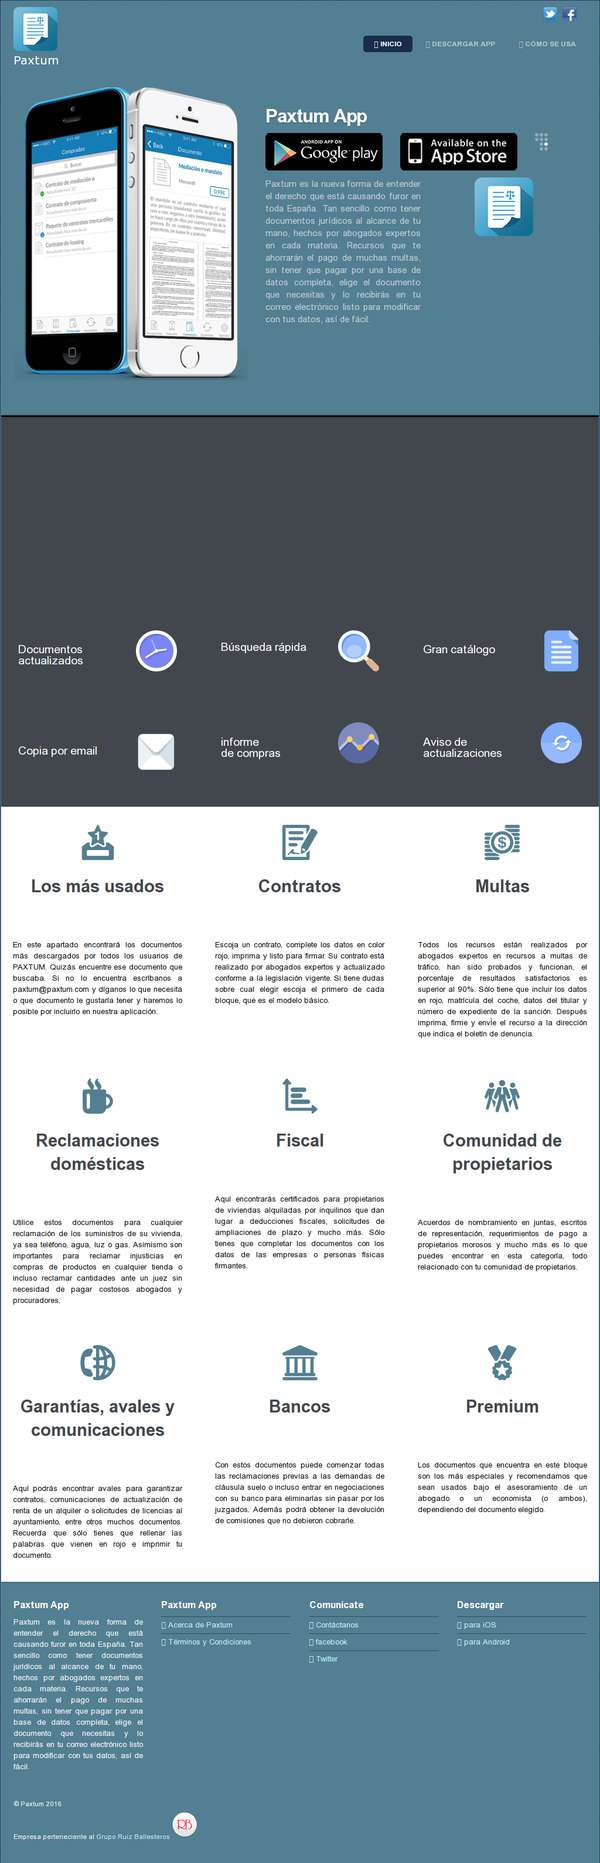 Paxtum
INICIO
DESCARGAR APP
CÓMO SE USA
Paxtum App
ANDROID APP ON
Google play
Available on the
App Store
Paxtum es la nueva forma de entender
el derecho que está causando furor en
toda España. Tan sencillo como tener
documentos jurídicos al alcance de tu
mano, hechos por abogados expertos
en cada materia. Recursos que te
ahorrarán el pago de muchas multas,
sin tener que pagar por una base de
datos completa, elige el documento
que necesitas y lo recibirás en tu
correo electrónico listo para modificar
con tus datos, así de fácil.
Comprados
Buscar
Contrato de mediación e
Contrato de compraventa
Paquete de contratos mercantiles
Contrato de leasing
Back
Documento
Mediación e mandato
Mercantil
Documentos
actualizados
Búsqueda rápida
Gran catálogo
Copia por email
informe
de compras
Aviso de
actualizaciones
Los más usados
En este apartado encontrará los documentos
más descargados por todos los usuarios de
PAXTUM. Quizás encuentre ese documento que
buscaba. Si no lo encuentra escríbanos a
paxtum@paxtum.com y díganos lo que necesita
o que documento le gustaría tener y haremos lo
posible por incluirlo en nuestra aplicación.
Contratos
Escoja un contrato, complete los datos en color
rojo, imprima y listo para firmar. Su contrato está
realizado por abogados expertos y actualizado
conforme a la legislación vigente. Si tiene dudas
sobre cual elegir escoja el primero de cada
bloque, que es el modelo básico.
Multas
Todos los recursos están realizados por
abogados expertos en recursos a multas de
tráfico, han sido probados y funcionan, el
porcentaje de resultados satisfactorios es
superior al 90%. Sólo tiene que incluir los datos
en rojo, matrícula del coche, datos del titular y
número de expediente de la sanción. Después
imprima, firme y envíe el recurso a la dirección
que indica el boletín de denuncia.
Reclamaciones
domésticas
Utilice estos documentos para cualquier
reclamación de los suministros de su vivienda,
ya sea teléfono, agua, luz o gas. Asimismo son
importantes para reclamar injusticias en
compras de productos en cualquier tienda o
incluso reclamar cantidades ante un juez sin
necesidad de pagar costosos abogados y
procuradores.
Fiscal
Aquí encontrarás certificados para propietarios
de viviendas alquiladas por inquilinos que dan
lugar a deducciones fiscales, solicitudes de
ampliaciones de plazo y mucho más. Sólo
tienes que completar los documentos con los
datos de las empresas o personas físicas
firmantes.
Comunidad de
propietarios
Acuerdos de nombramiento en juntas, escritos
de representación, requerimientos de pago a
propietarios morosos y mucho más es lo que
puedes encontrar en esta categoría, todo
relacionado con tu comunidad de propietarios.
Garantías, avales y
comunicaciones
Aquí podrás encontrar avales para garantizar
contratos, comunicaciones de actualización de
renta de un alquiler o solicitudes de licencias al
ayuntamiento, entre otros muchos documentos.
Recuerda que sólo tienes que rellenar las
palabras que vienen en rojo e imprimir tu
documento.
Bancos
Con estos documentos puede comenzar todas
las reclamaciones previas a las demandas de
cláusula suelo o incluso entrar en negociaciones
con su banco para eliminarlas sin pasar por los
juzgados. Además podrá obtener la devolución
de comisiones que no debieron cobrarle.
Premium
Los documentos que encuentra en este bloque
son los más especiales y recomendamos que
sean usados bajo el asesoramiento de un
abogado o un economista (o ambos),
dependiendo del documento elegido.
Paxtum App
Paxtum es la nueva forma de
entender el derecho que está
causando furor en toda España. Tan
sencillo como tener documentos
jurídicos al alcance de tu mano,
hechos por abogados expertos en
cada materia. Recursos que te
ahorrarán el pago de muchas
multas, sin tener que pagar por una
base de datos completa, elige el
documento que necesitas y lo
recibirás en tu correo electrónico listo
para modificar con tus datos, así de
fácil.
Paxtum App
Acerca de Paxtum
Términos y Condiciones
Comunícate
Contáctanos
facebook
Twitter
Descargar
para iOS
para Android
© Paxtum 2016
Empresa perteneciente al Grupo Ruiz Ballesteros
RB